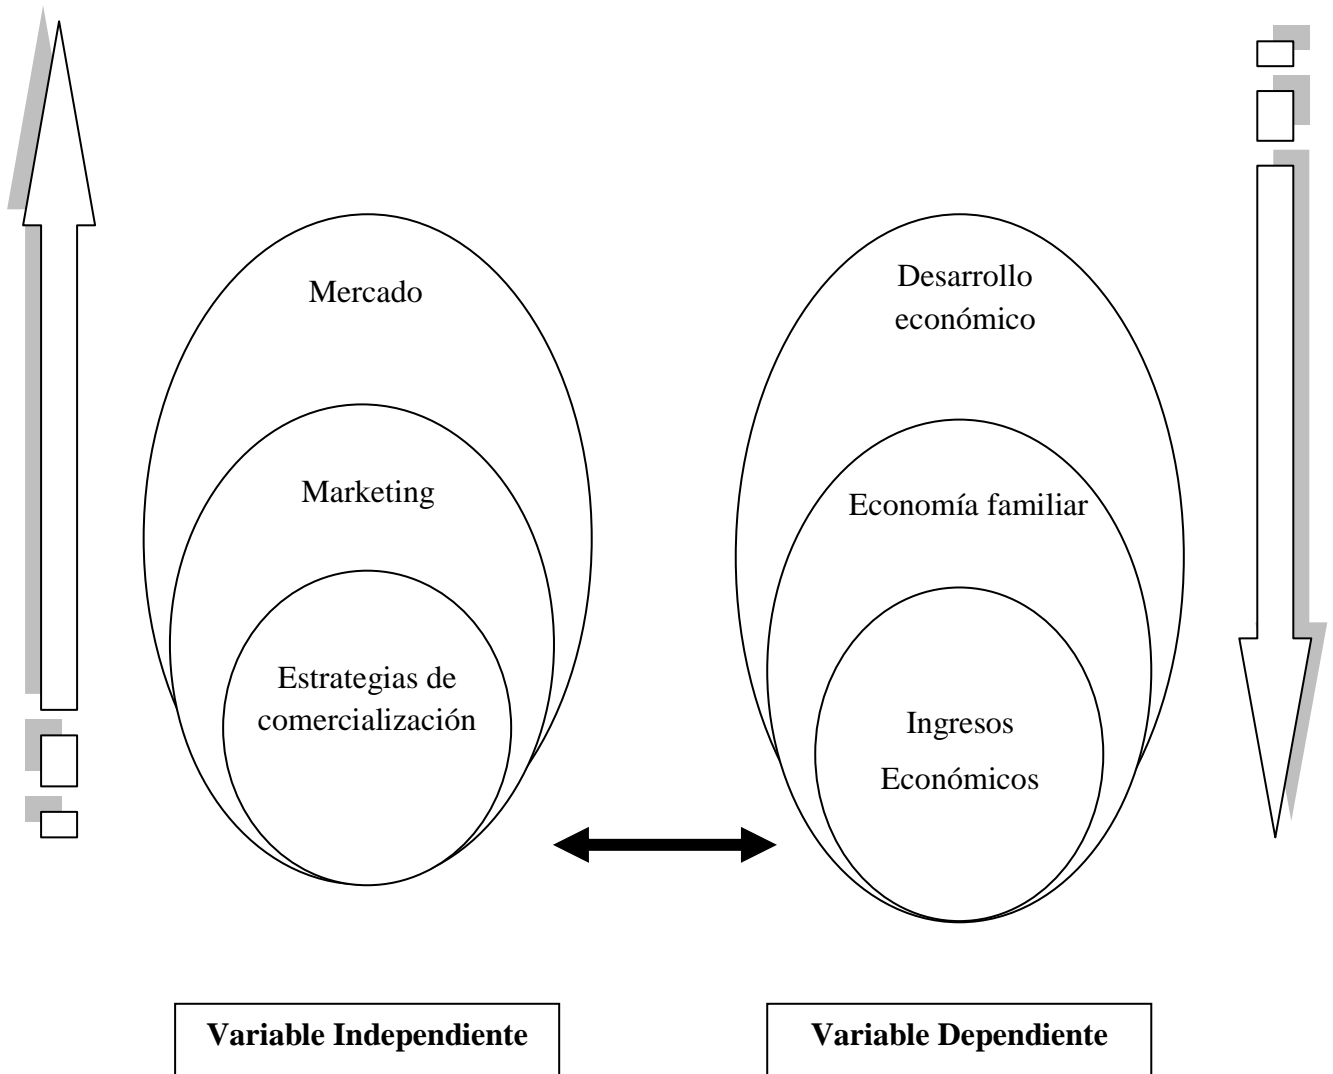 Mercado
Marketing
Estrategias de
comercialización
Desarrollo
económico
Economía familiar
Ingresos
Económicos
Variable Independiente
Variable Dependiente